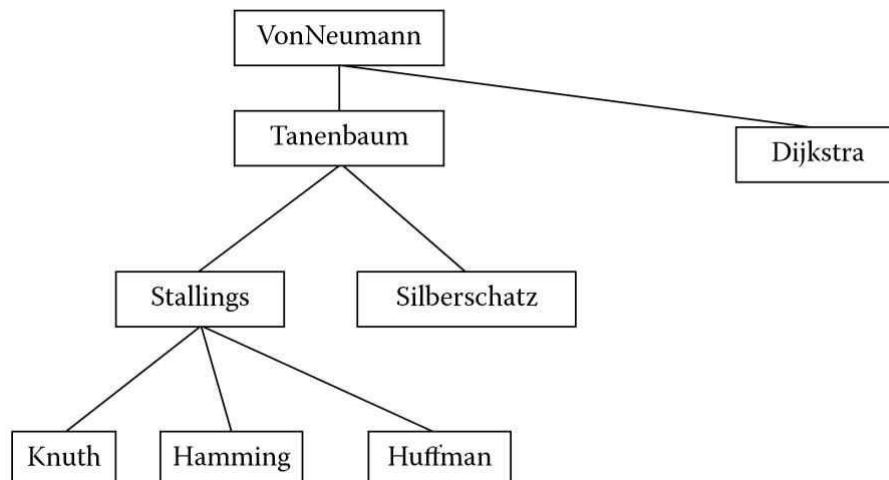 VonNeumann
Tanenbaum
Dijkstra
Stallings
Silberschatz
Knuth
Hamming
Huffman